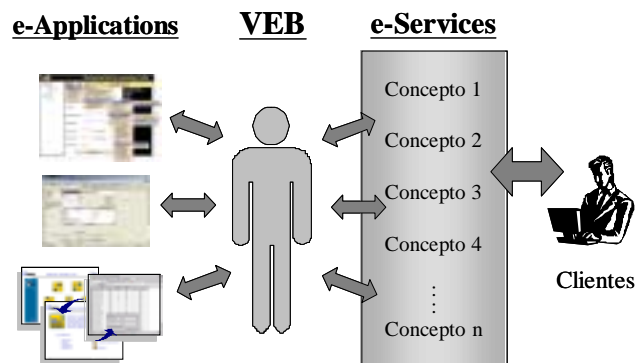 e-Applications
VEB
e-Services
Concepto 1
Concepto 2
Concepto 3
Concepto 4
Concepto n
Clientes